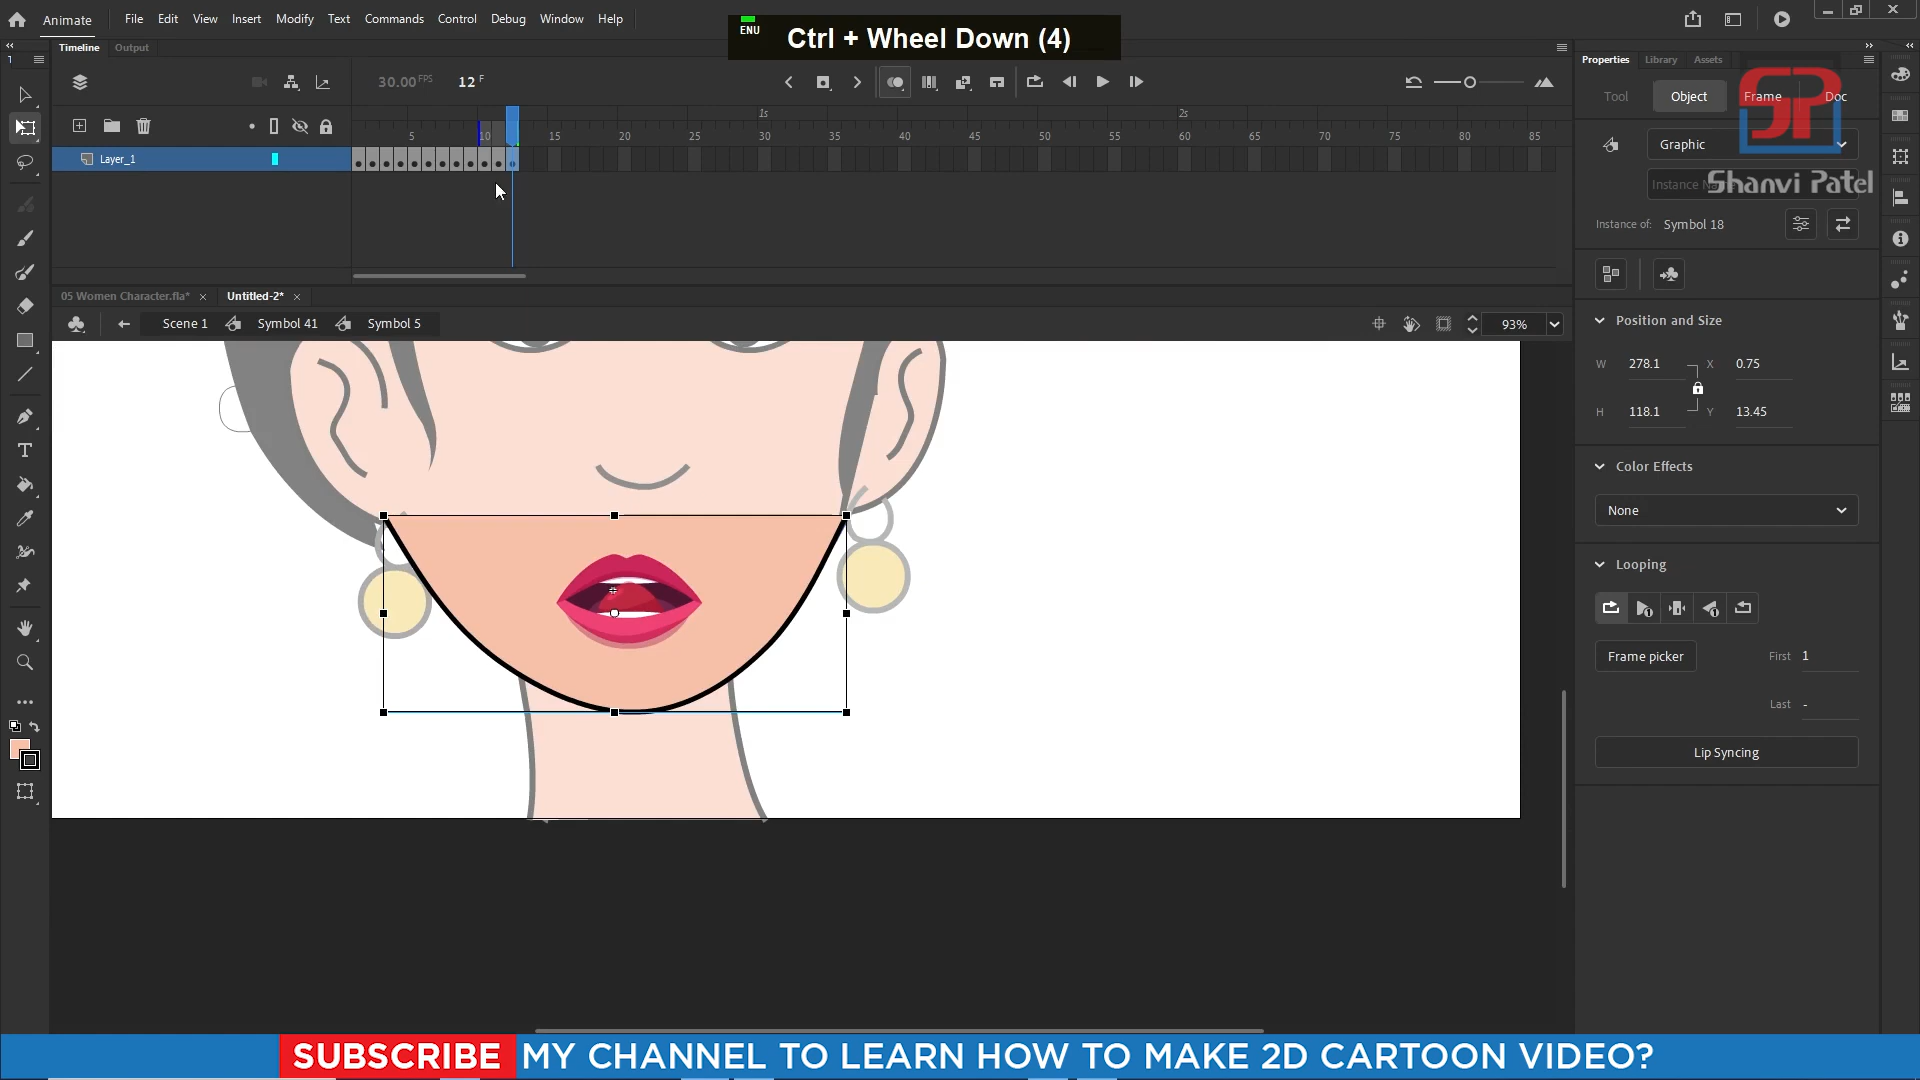 Animate
File Edit View Insert Modify Text Commands Control Debug Window Help
ENU
Ctrl + Wheel Down (4)
Timeline Output
1
30.00 FPS 12 F
1s 2s
5 10 15 20 25 30 35 40 45 50 55 60 65 70 75 80 85
Layer_1
05 Women Character.fla* × Untitled-2* ×
Scene 1 Symbol 41 Symbol 5
93%
Properties Library Assets
Tool Object Frame Doc
Graphic
Shanvi Patel
Instance of: Symbol 18
Position and Size
W 278.1 X 0.75
H 118.1 Y 13.45
Color Effects
None
Looping
Frame picker First 1
Last -
Lip Syncing
SUBSCRIBE MY CHANNEL TO LEARN HOW TO MAKE 2D CARTOON VIDEO?